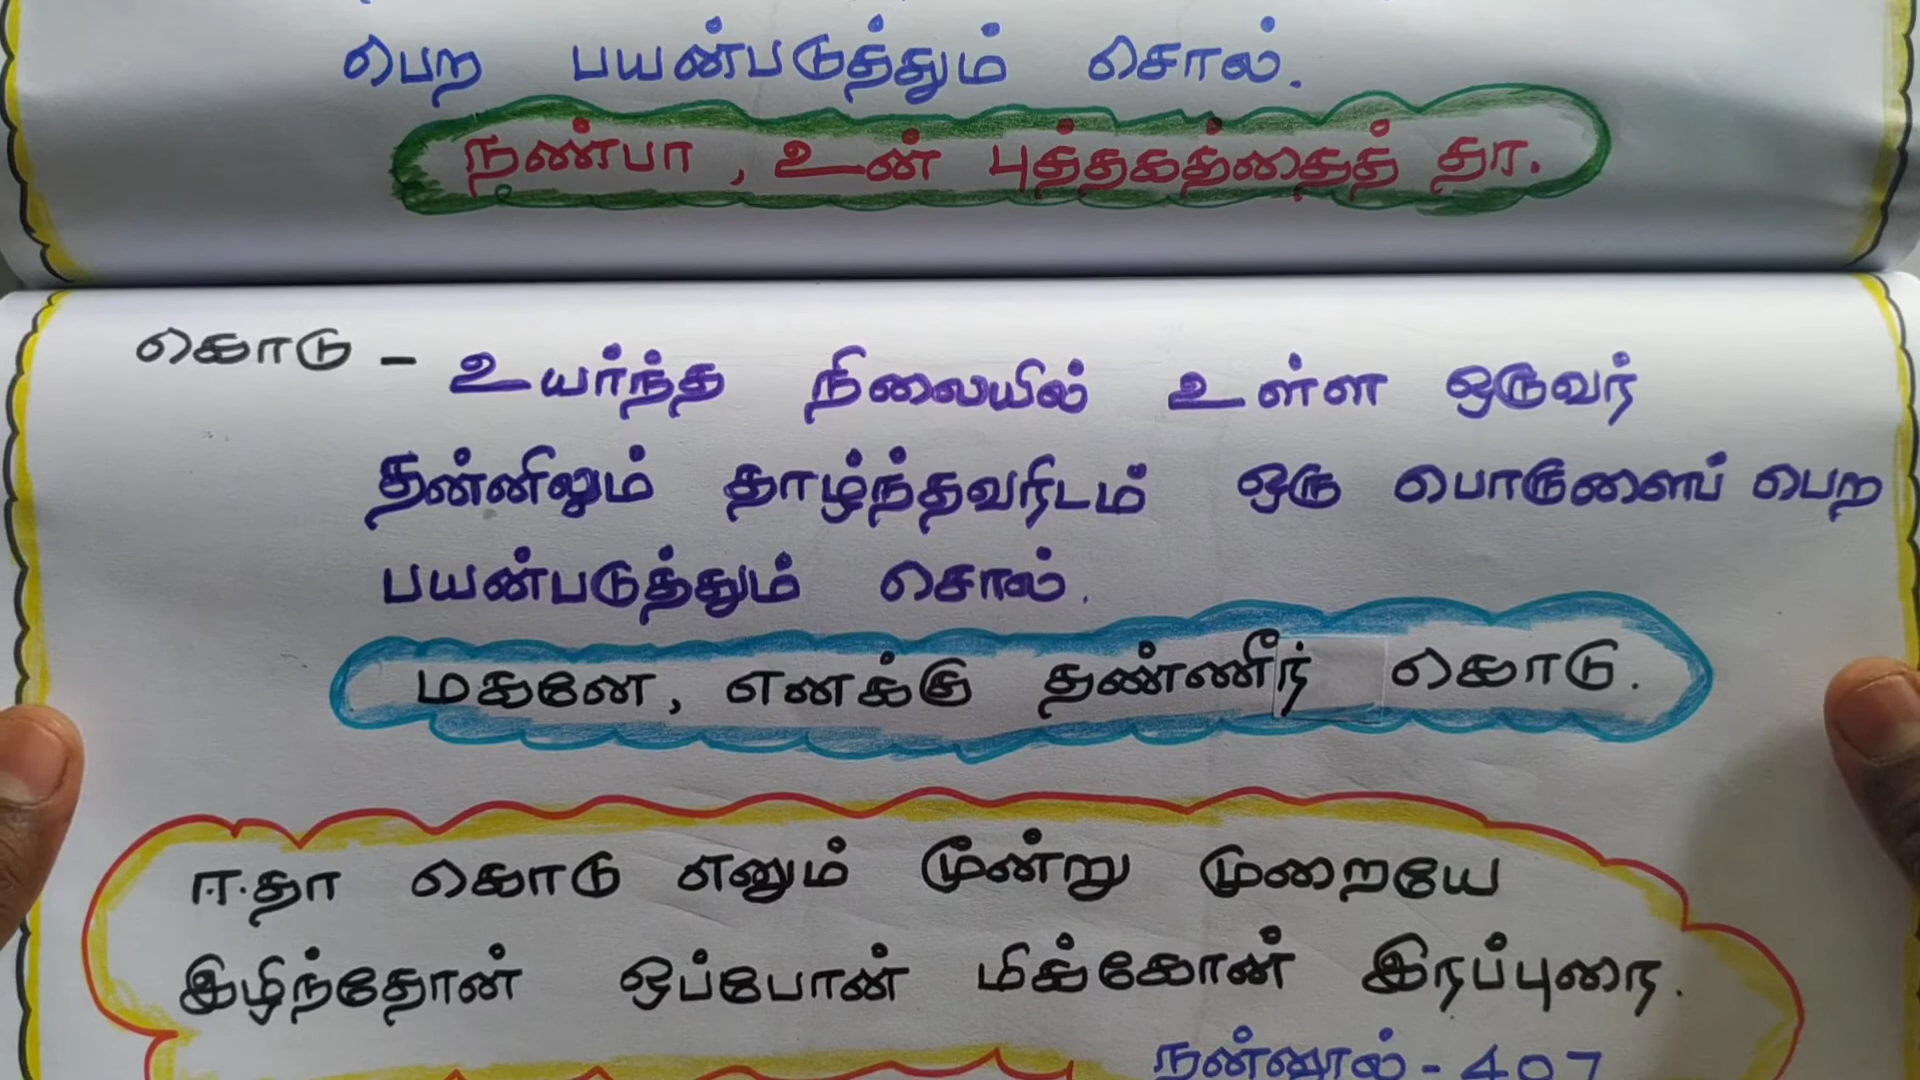 பெற பயன்படுத்தும் சொல்.
நண்பா, உன் புத்தகத்தைத் தா.
கொடு - உயர்ந்த நிலையில் உள்ள ஒருவர்
தன்னிலும் தாழ்ந்தவரிடம் ஒரு பொருளைப் பெற
பயன்படுத்தும் சொல்.
மகனே, எனக்கு தண்ணீர் கொடு.
ஈ.தா கொடு எனும் மூன்று முறையே
இழிந்தோன் ஒப்போன் மிக்கோன் இரப்புரை.
நன்னூல் - 407